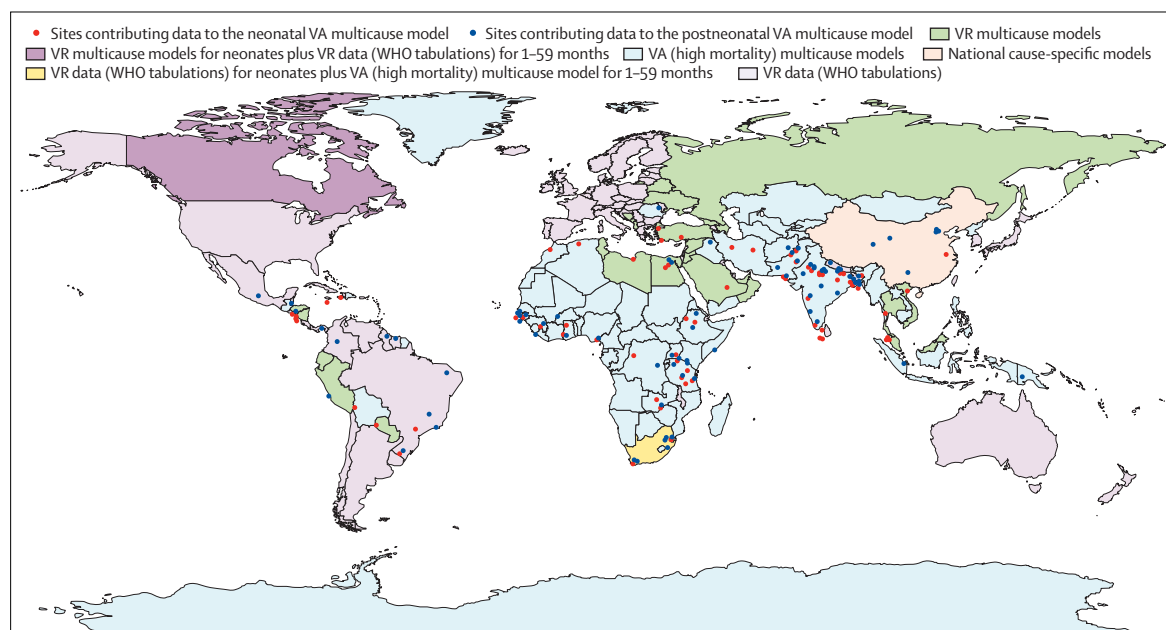 Sites contributing data to the neonatal VA multicause model Sites contributing data to the postneonatal VA multicause model VR multicause models
VR multicause models for neonates plus VR data (WHO tabulations) for 1–59 months VA (high mortality) multicause models National cause-specific models
VR data (WHO tabulations) for neonates plus VA (high mortality) multicause model for 1–59 months VR data (WHO tabulations)